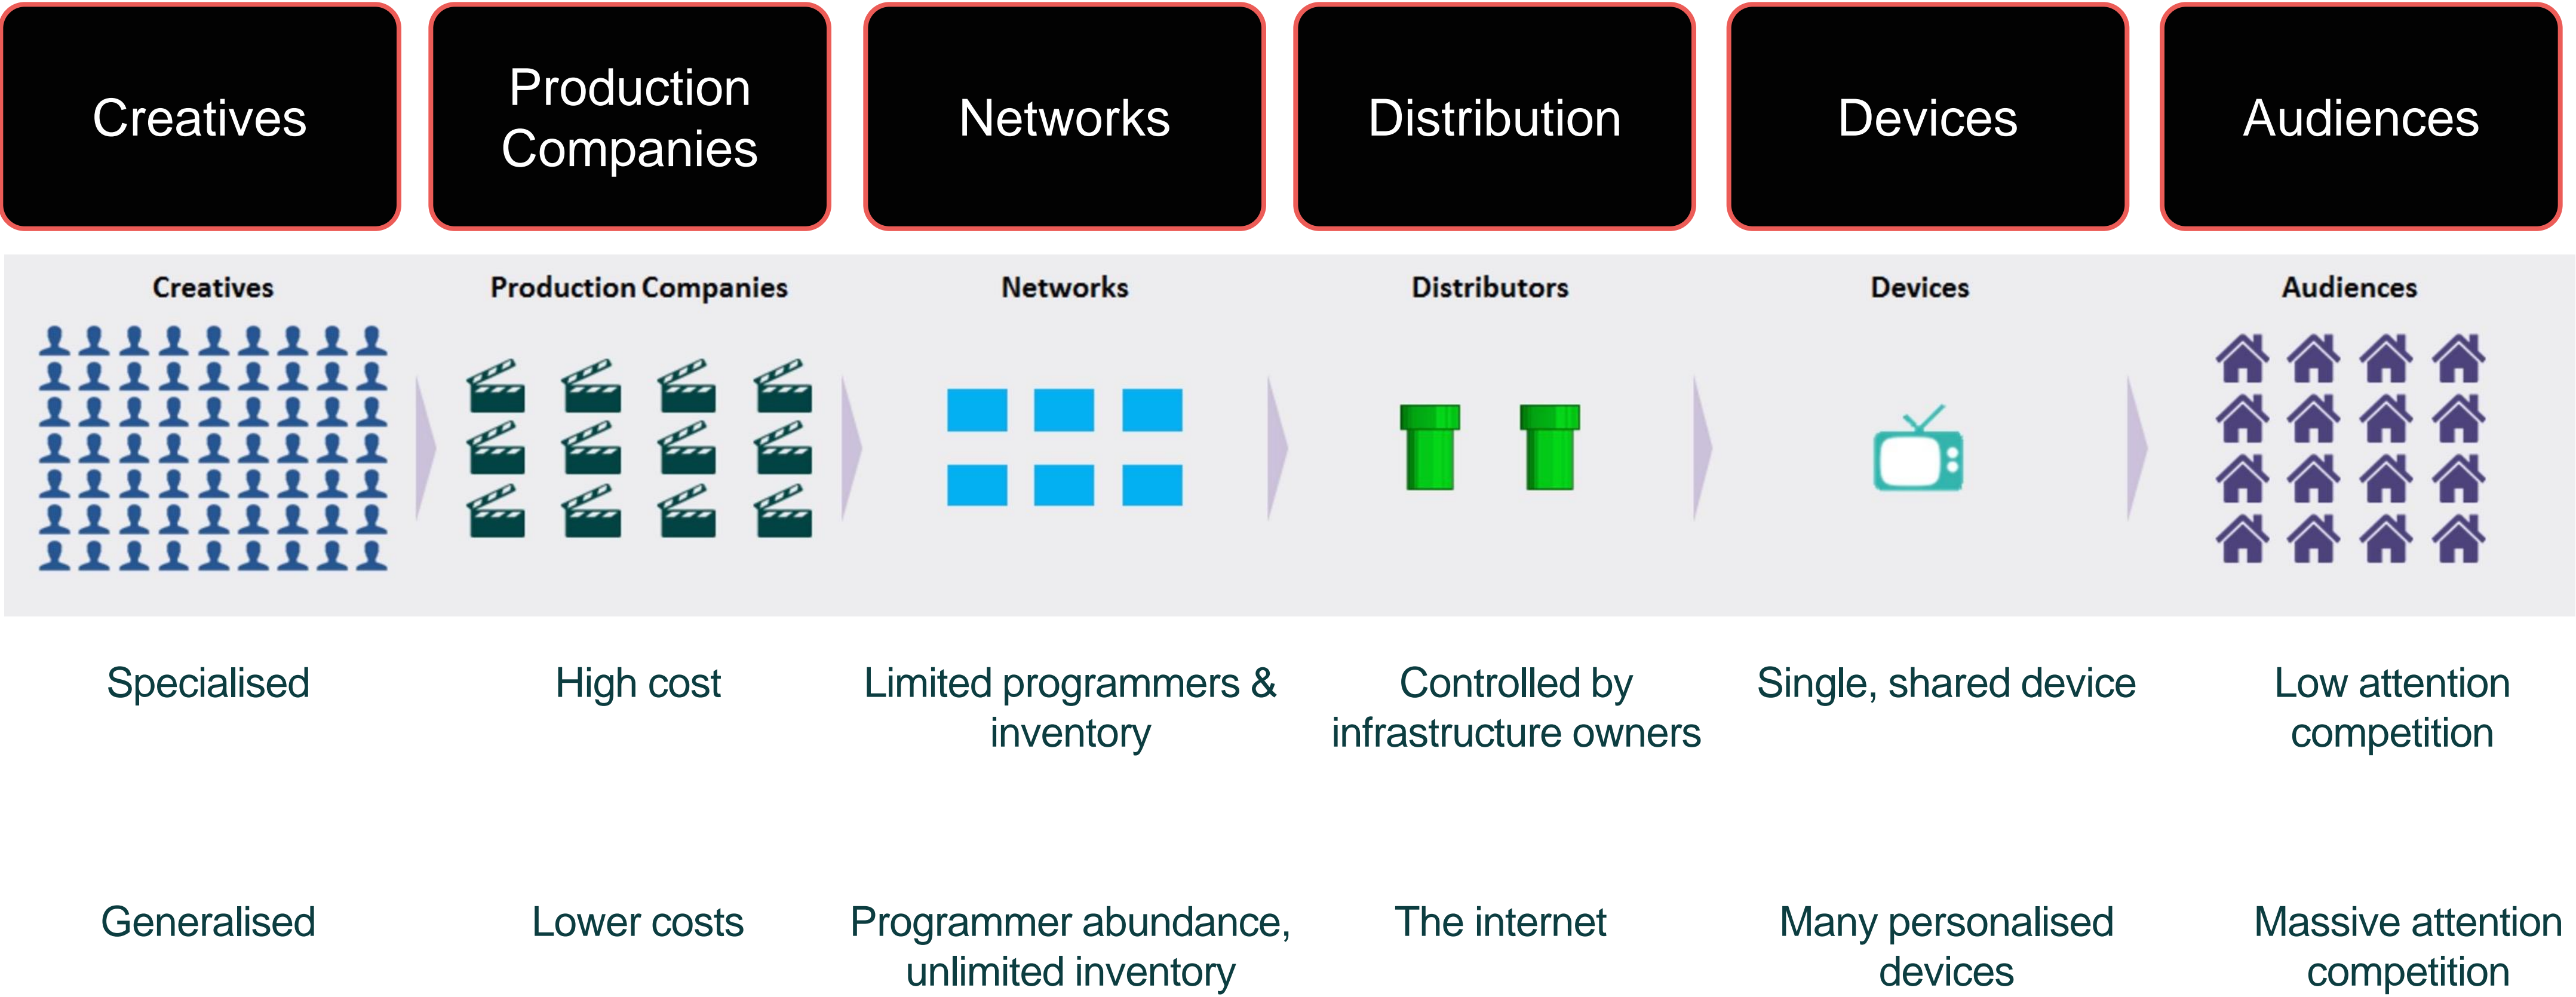 Creatives
Production
Companies
Networks
Distribution
Devices
Audiences
Creatives
Production Companies
Networks
Distributors
Devices
Audiences
Specialised
High cost
Limited programmers &
inventory
Controlled by
infrastructure owners
Single, shared device
Low attention
competition
Generalised
Lower costs
Programmer abundance,
unlimited inventory
The internet
Many personalised
devices
Massive attention
competition